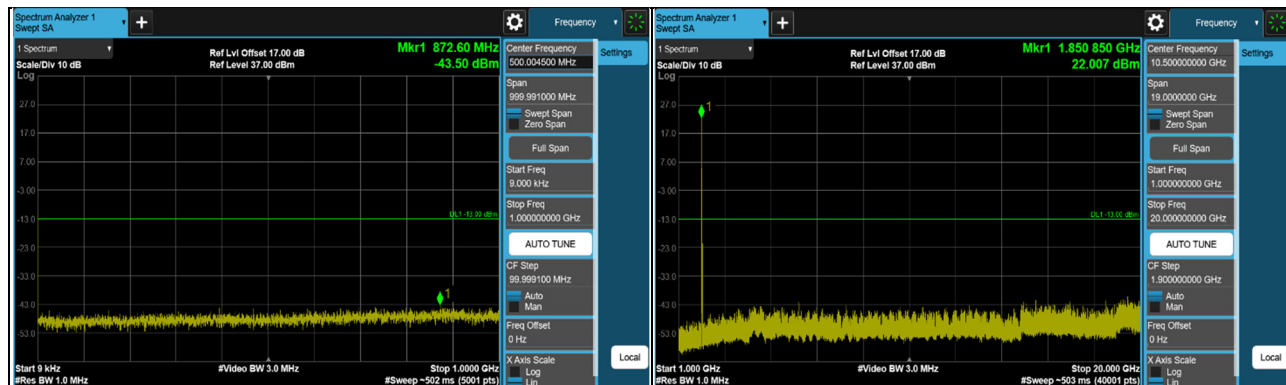 Spectrum Analyzer 1
Swept SA
+
Frequency
1 Spectrum
Scale/Div 10 dB
Log
Ref Lvl Offset 17.00 dB
Ref Level 37.00 dBm
Mkr1 872.60 MHz
-43.50 dBm
27.0
17.0
7.00
-3.00
-13.0
-23.0
-33.0
-43.0
-53.0
DL1 -13.00 dBm
1
Start 9 kHz
#Res BW 1.0 MHz
#Video BW 3.0 MHz
Stop 1.0000 GHz
#Sweep ~502 ms (5001 pts)
Center Frequency
500.004500 MHz
Span
999.991000 MHz
Swept Span
Zero Span
Full Span
Start Freq
9.000 kHz
Stop Freq
1.000000000 GHz
AUTO TUNE
CF Step
99.999100 MHz
Auto
Man
Freq Offset
0 Hz
X Axis Scale
Log
Lin
Settings
Local
Spectrum Analyzer 1
Swept SA
+
Frequency
1 Spectrum
Scale/Div 10 dB
Log
Ref Lvl Offset 17.00 dB
Ref Level 37.00 dBm
Mkr1 1.850 850 GHz
22.007 dBm
27.0
17.0
7.00
-3.00
-13.0
-23.0
-33.0
-43.0
-53.0
DL1 -13.00 dBm
1
Start 1.000 GHz
#Res BW 1.0 MHz
#Video BW 3.0 MHz
Stop 20.000 GHz
#Sweep ~503 ms (40001 pts)
Center Frequency
10.500000000 GHz
Span
19.0000000 GHz
Swept Span
Zero Span
Full Span
Start Freq
1.000000000 GHz
Stop Freq
20.000000000 GHz
AUTO TUNE
CF Step
1.900000000 GHz
Auto
Man
Freq Offset
0 Hz
X Axis Scale
Log
Lin
Settings
Local